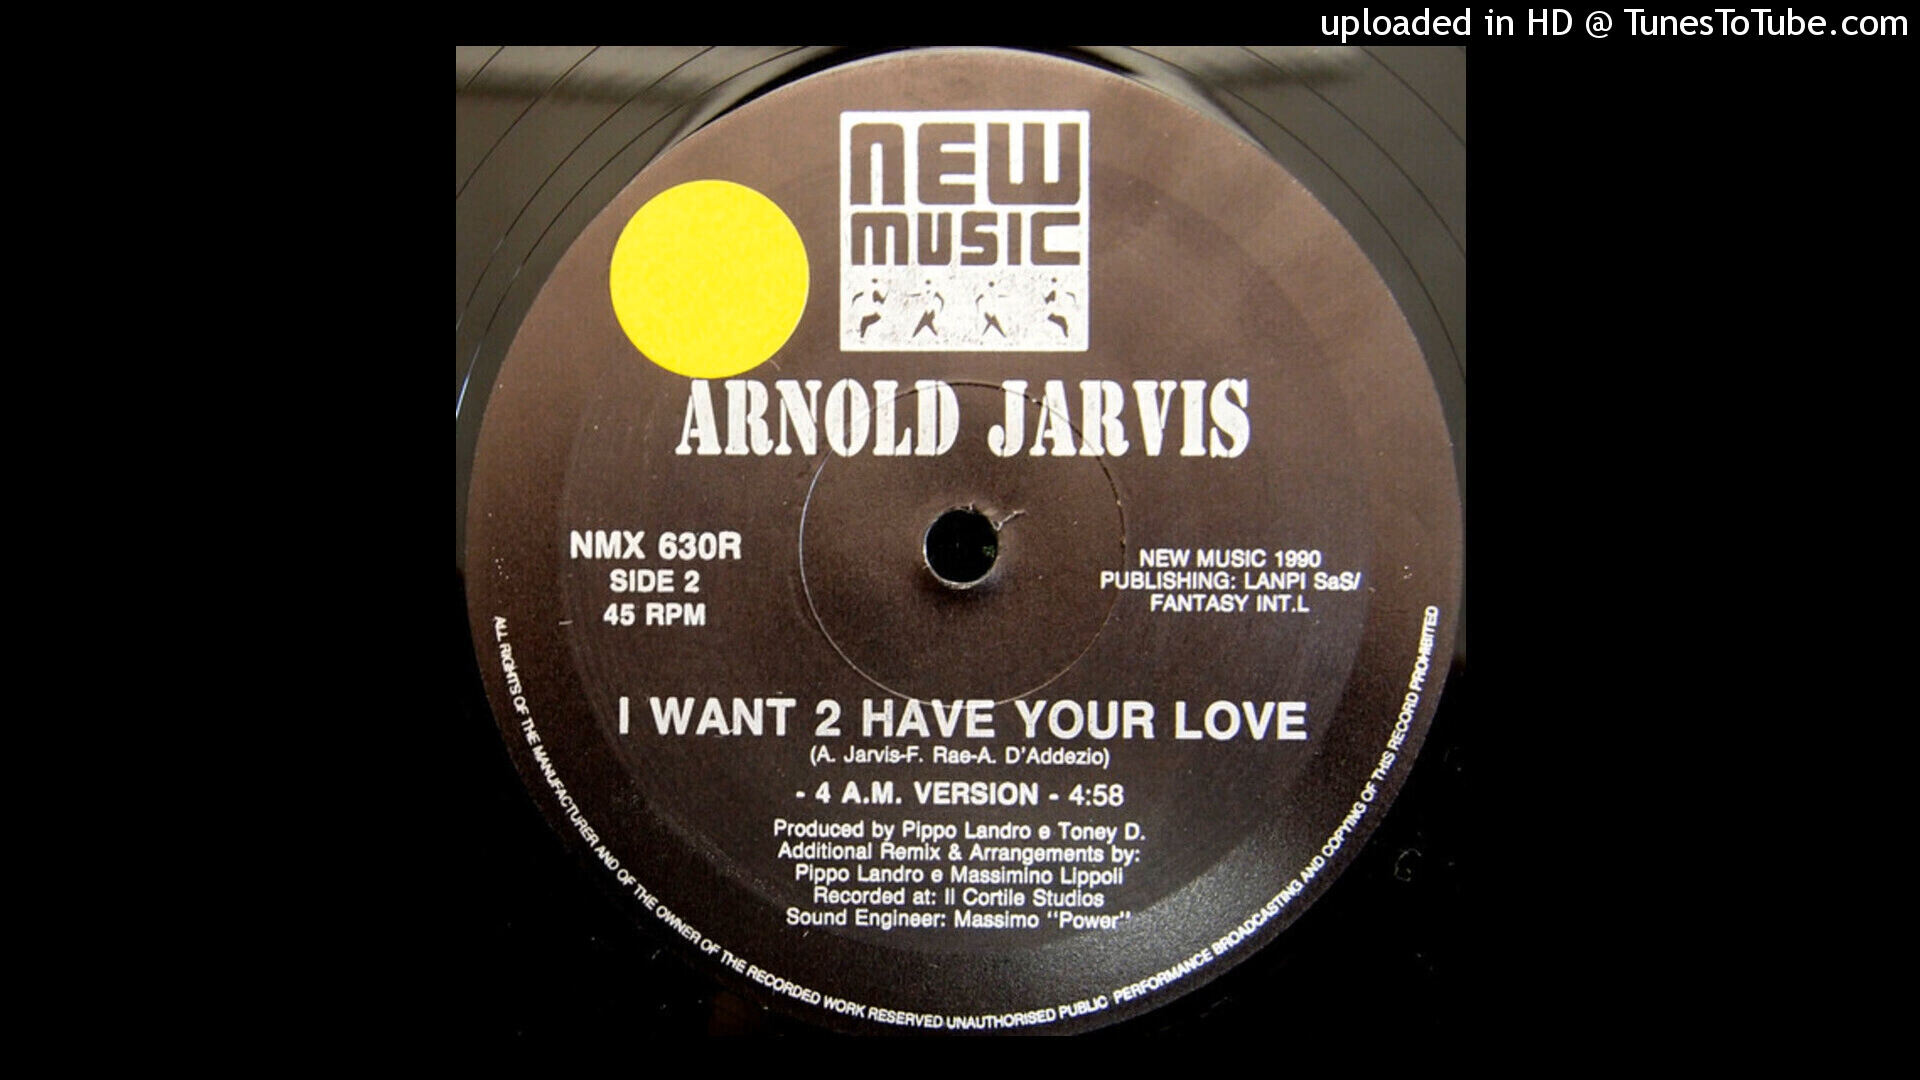 uploaded in HD @ TunesToTube.com
NEW
MUSIC
ARNOLD JARVIS
NMX 630R
SIDE 2
45 RPM
NEW MUSIC 1990
PUBLISHING: LANPI SaS/
FANTASY INT.L
I WANT 2 HAVE YOUR LOVE
(A. Jarvis-F. Rae-A. D'Addezio)
- 4 A.M. VERSION - 4:58
Produced by Pippo Landro e Toney D.
Additional Remix & Arrangements by:
Pippo Landro e Massimino Lippoli
Recorded at: Il Cortile Studios
Sound Engineer: Massimo "Power"
ALL RIGHTS OF THE MANUFACTURER AND OF THE OWNER OF THE RECORDED WORK RESERVED UNAUTHORISED PUBLIC PERFORMANCE BROADCASTING AND COPYING OF THIS RECORD PROHIBITED